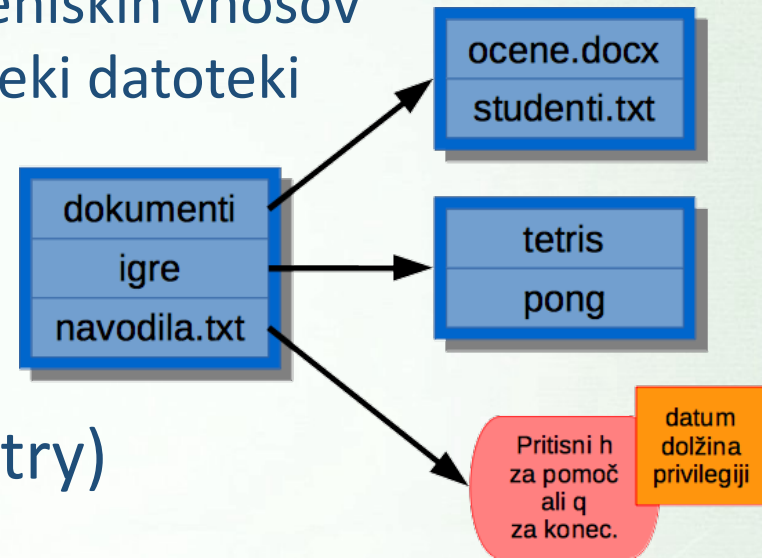 eniških vnosov
eki datoteki
ocene.docx
studenti.txt
dokumenti
igre
navodila.txt
tetris
pong
try)
Pritisni h
za pomoč
ali q
za konec.
datum
dolžina
privilegiji